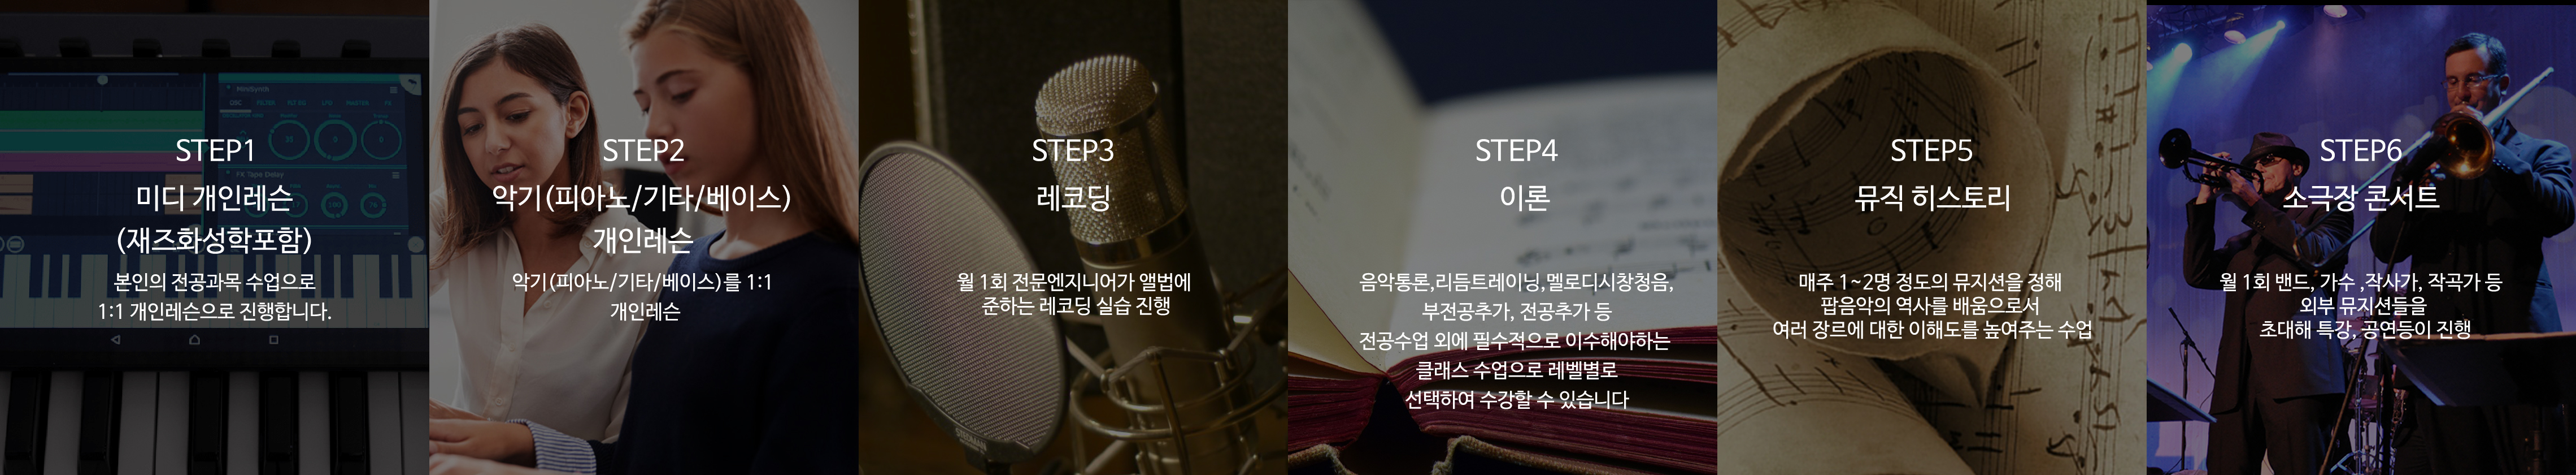 STEP1
미디 개인레슨
(재즈화성학포함)
본인의 전공과목 수업으로
1:1 개인레슨으로 진행합니다.
STEP2
악기(피아노/기타/베이스)
개인레슨
악기(피아노/기타/베이스)를 1:1
개인레슨
STEP3
레코딩
월 1회 전문엔지니어가 앨법에
준하는 레코딩 실습 진행
STEP4
이론
음악통론,리듬트레이닝,멜로디시창청음,
부전공추가, 전공추가 등
전공수업 외에 필수적으로 이수해야하는
클래스 수업으로 레벨별로
선택하여 수강할 수 있습니다
STEP5
뮤직 히스토리
매주 1~2명 정도의 뮤지션을 정해
팝음악의 역사를 배움으로서
여러 장르에 대한 이해도를 높여주는 수업
STEP6
소극장 콘서트
월 1회 밴드, 가수 ,작사가, 작곡가 등
외부 뮤지션들을
초대해 특강, 공연등이 진행